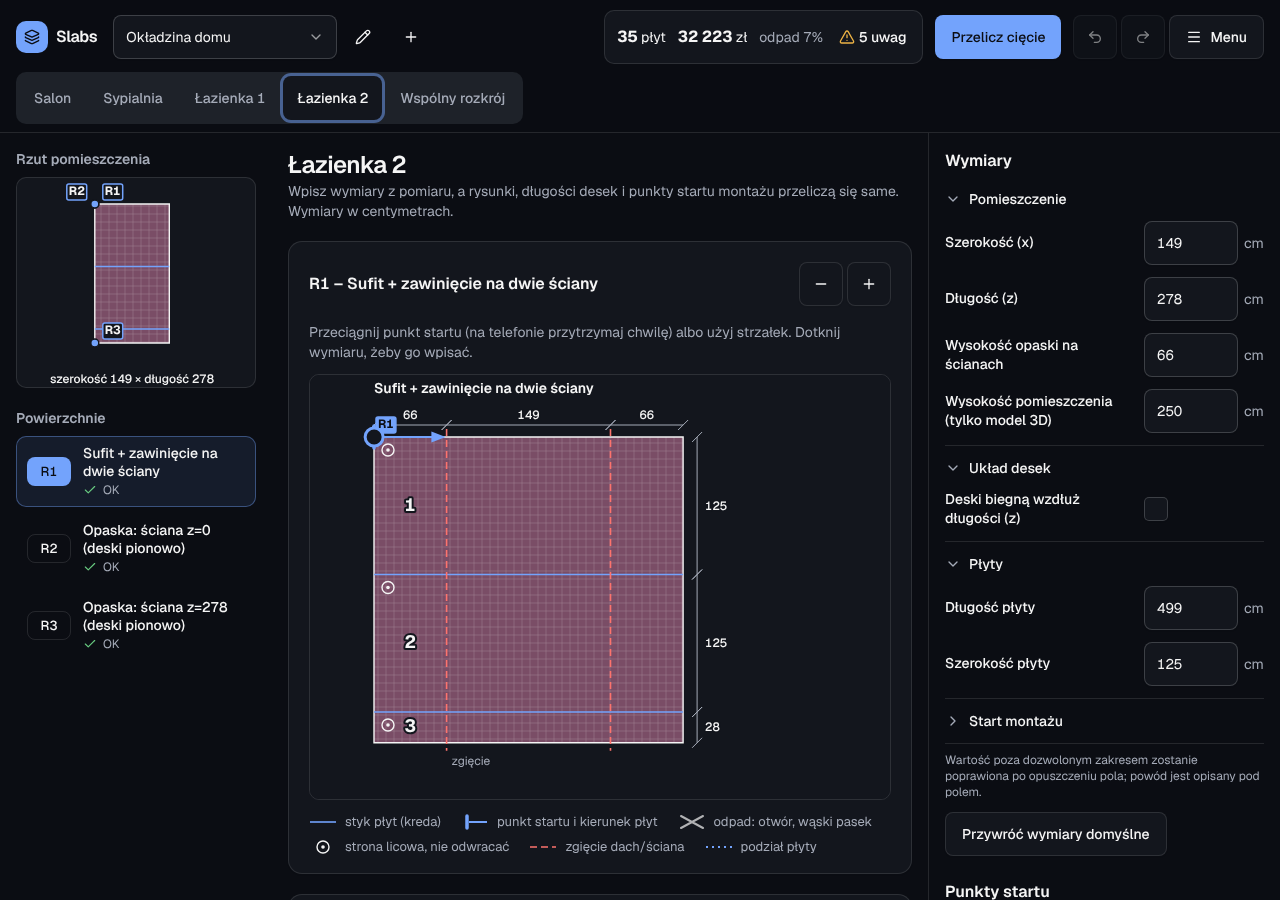 Slabs
Okładzina domu
35 płyt 32 223 zł odpad 7% 5 uwag
Przelicz cięcie
Menu
Salon
Sypialnia
Łazienka 1
Łazienka 2
Wspólny rozkrój
Rzut pomieszczenia
R2 R1
R3
szerokość 149 × długość 278
Powierzchnie
R1
Sufit + zawinięcie na
dwie ściany
OK
R2
Opaska: ściana z=0
(deski pionowo)
OK
R3
Opaska: ściana z=278
(deski pionowo)
OK
Łazienka 2
Wpisz wymiary z pomiaru, a rysunki, długości desek i punkty startu montażu przeliczą się same.
Wymiary w centymetrach.
R1 – Sufit + zawinięcie na dwie ściany
Przeciągnij punkt startu (na telefonie przytrzymaj chwilę) albo użyj strzałek. Dotknij
wymiaru, żeby go wpisać.
Sufit + zawinięcie na dwie ściany
66 149 66
R1
1
125
2
125
3
28
zgięcie
styk płyt (kreda)
punkt startu i kierunek płyt
odpad: otwór, wąski pasek
strona licowa, nie odwracać
zgięcie dach/ściana
podział płyty
Wymiary
Pomieszczenie
Szerokość (x) 149 cm
Długość (z) 278 cm
Wysokość opaski na
ścianach
66 cm
Wysokość pomieszczenia
(tylko model 3D)
250 cm
Układ desek
Deski biegną wzdłuż
długości (z)
Płyty
Długość płyty 499 cm
Szerokość płyty 125 cm
Start montażu
Wartość poza dozwolonym zakresem zostanie
poprawiona po opuszczeniu pola; powód jest opisany pod
polem.
Przywróć wymiary domyślne
Punkty startu